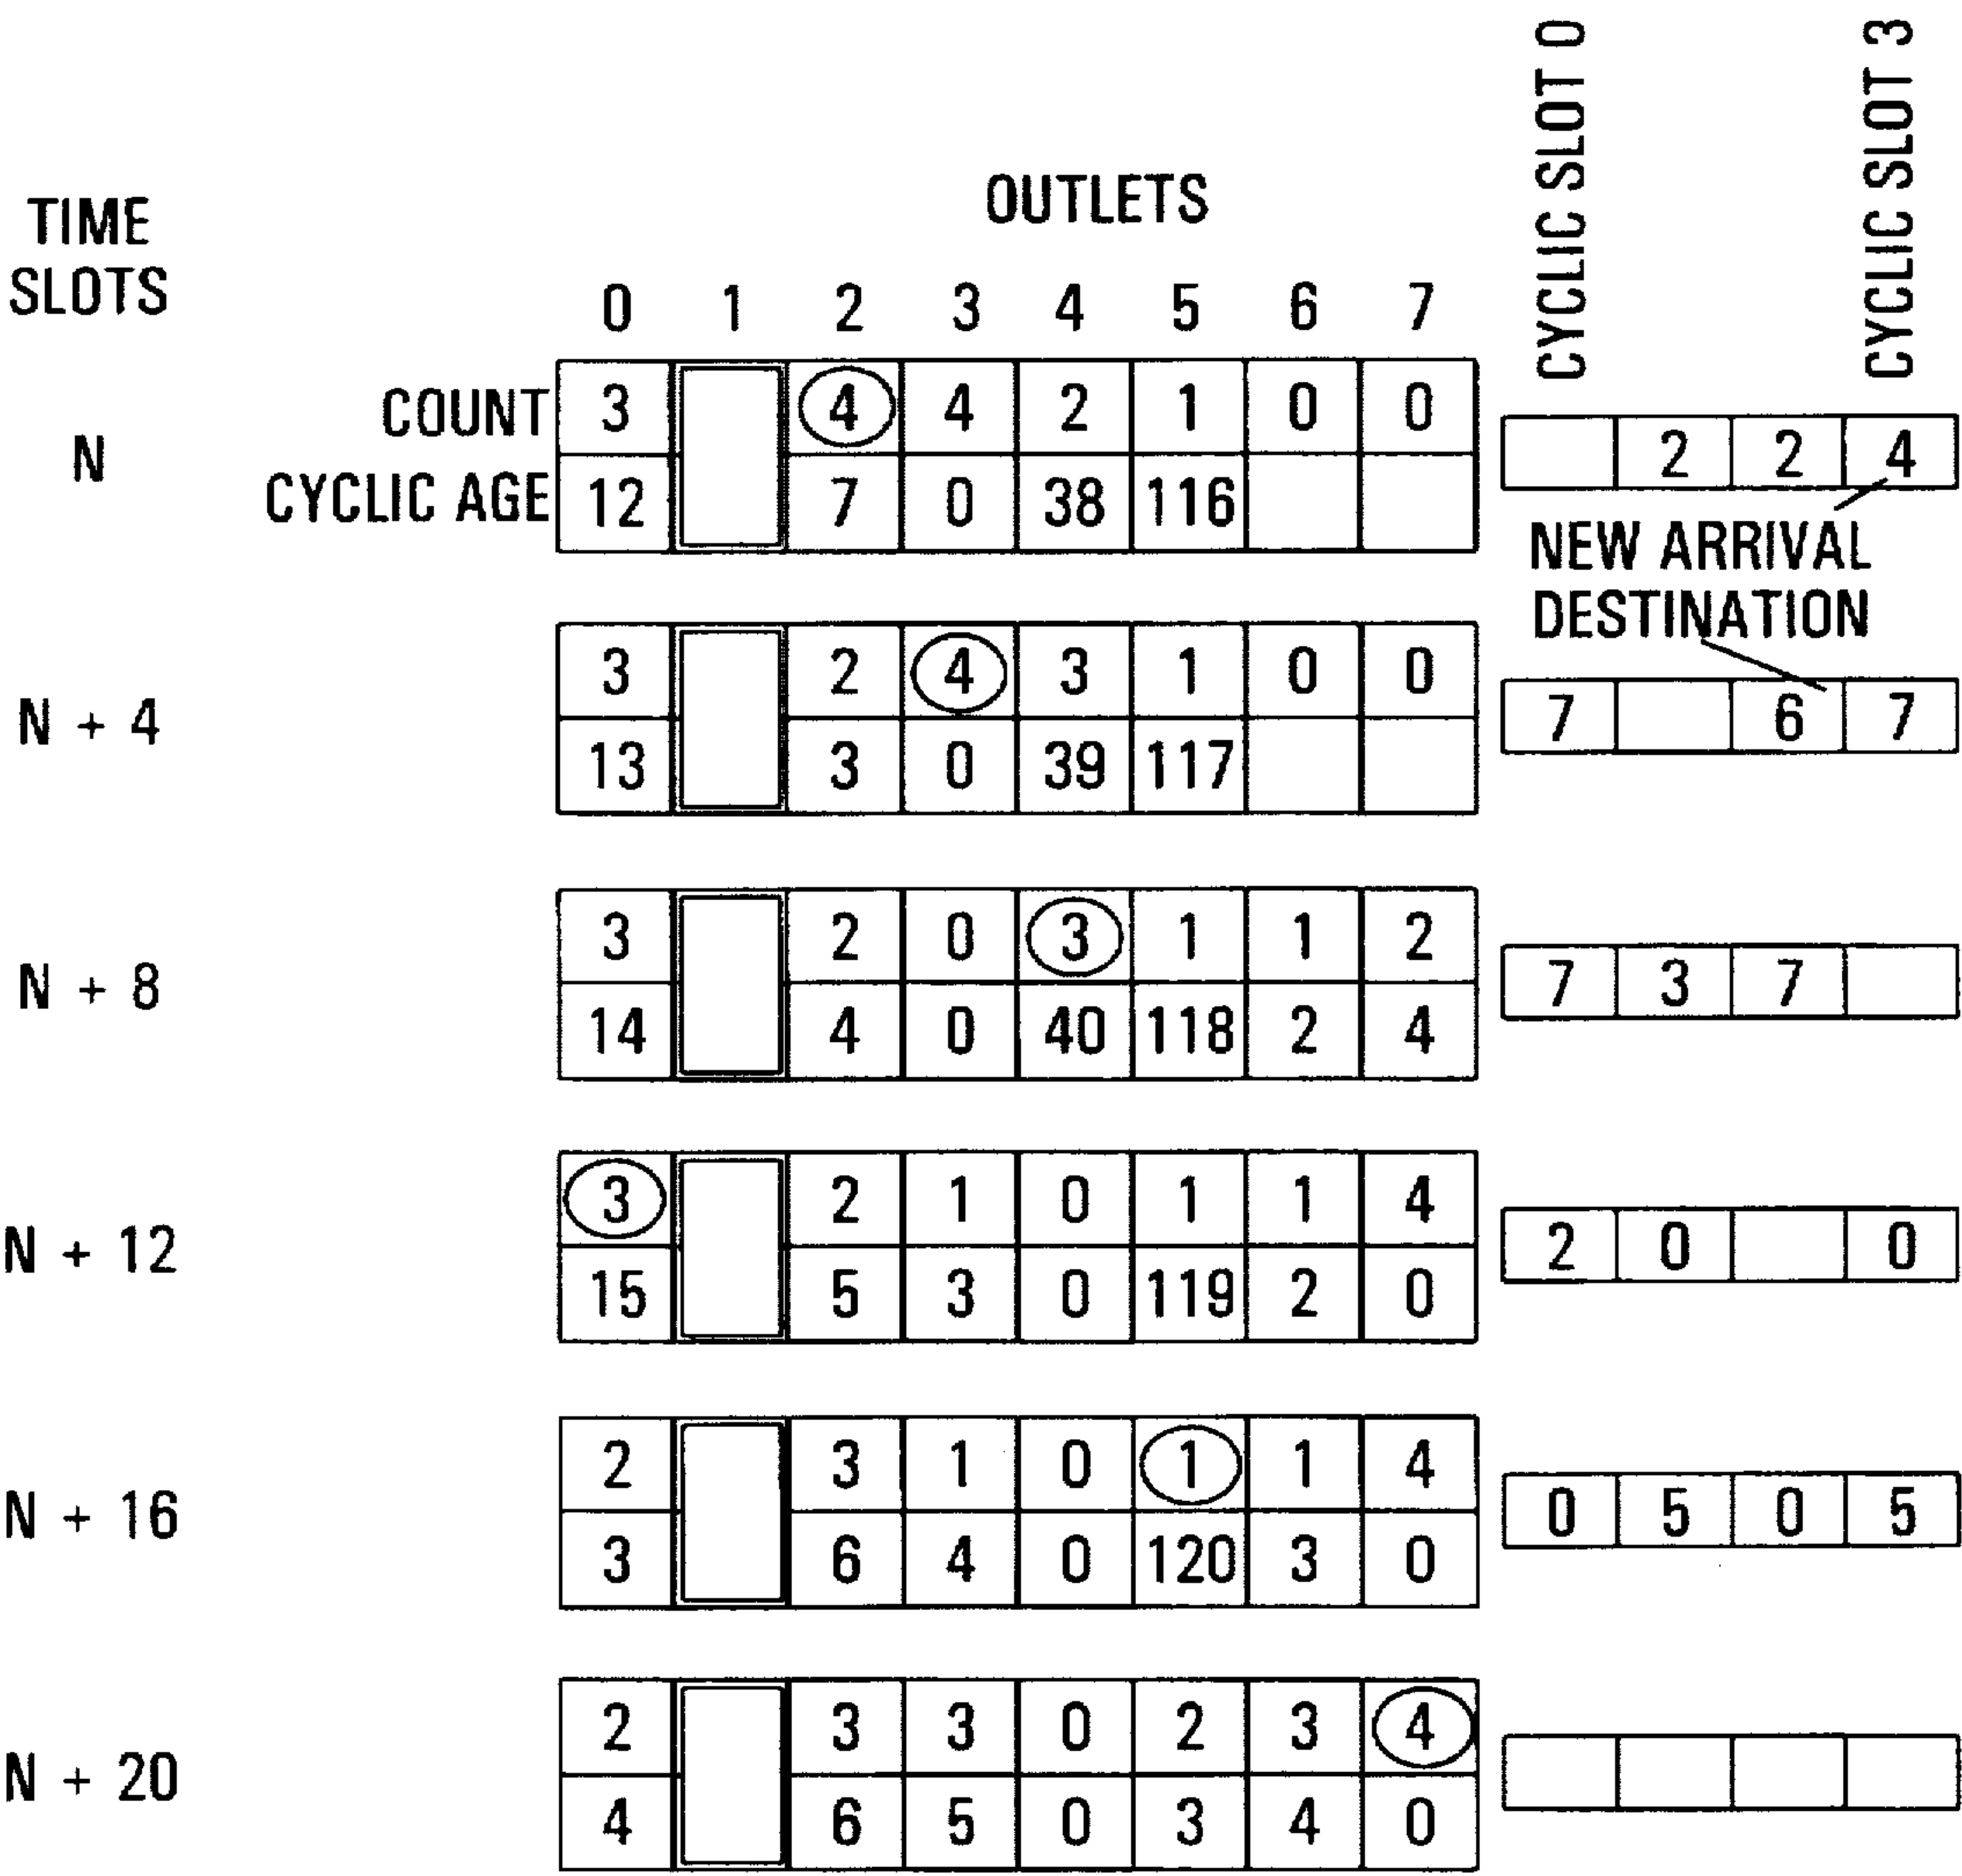 CYCLIC SLOT 0
CYCLIC SLOT 3
TIME
SLOTS
OUTLETS
0 1 2 3 4 5 6 7
N
COUNT 3 4 4 2 1 0 0
CYCLIC AGE 12 7 0 38 116
2 2 4
NEW ARRIVAL
DESTINATION
N + 4
3 2 4 3 1 0 0
13 3 0 39 117
7 6 7
N + 8
3 2 0 3 1 1 2
14 4 0 40 118 2 4
7 3 7
N + 12
3 2 1 0 1 1 4
15 5 3 0 119 2 0
2 0 0
N + 16
2 3 1 0 1 1 4
3 6 4 0 120 3 0
0 5 0 5
N + 20
2 3 3 0 2 3 4
4 6 5 0 3 4 0